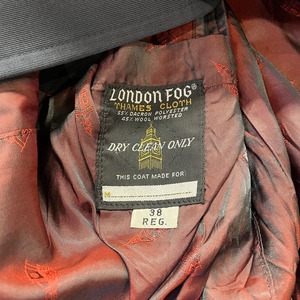 LONDON FOG®
THAMES CLOTH
55% DACRON POLYESTER
45% WOOL WORSTED
DRY CLEAN ONLY
THIS COAT MADE FOR
M
38
REG.